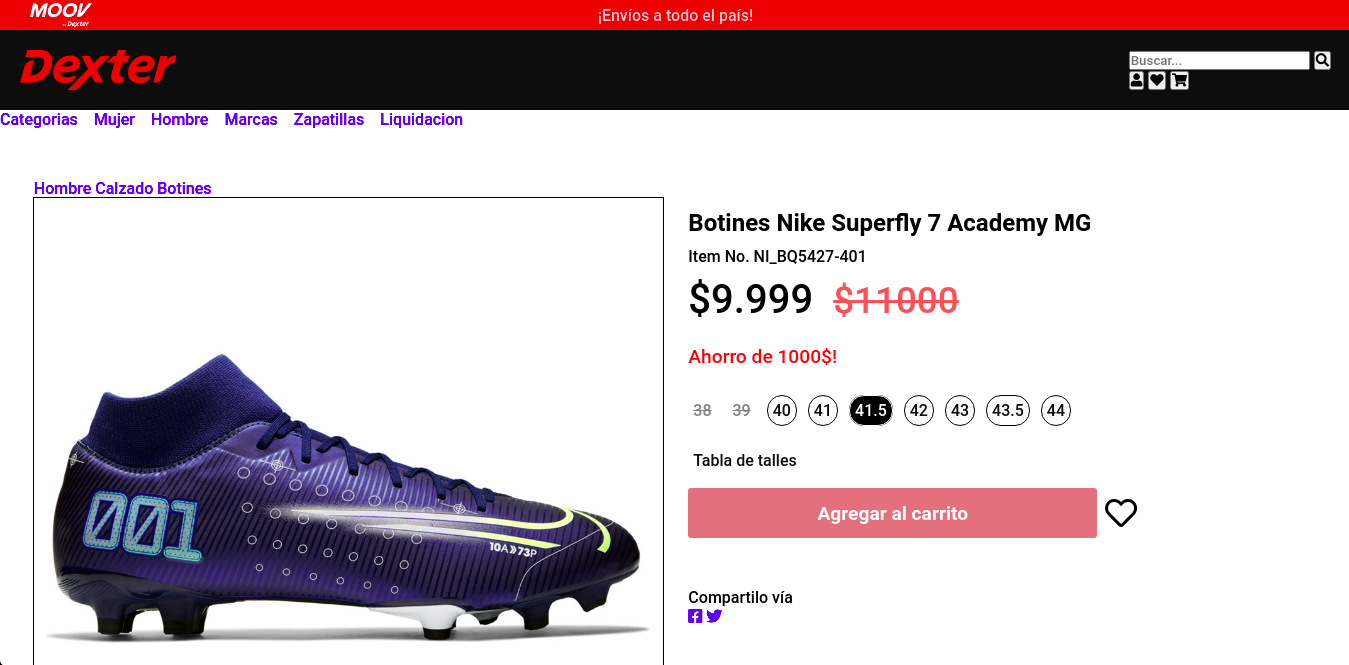 MOOV
by Dexter
¡Envíos a todo el país!
Dexter
Buscar...
Categorias Mujer Hombre Marcas Zapatillas Liquidacion
Hombre Calzado Botines
Botines Nike Superfly 7 Academy MG
Item No. NI_BQ5427-401
$9.999 $11000
Ahorro de 1000$!
38 39 40 41 41.5 42 43 43.5 44
Tabla de talles
Agregar al carrito
Compartilo vía
001
10A 73P